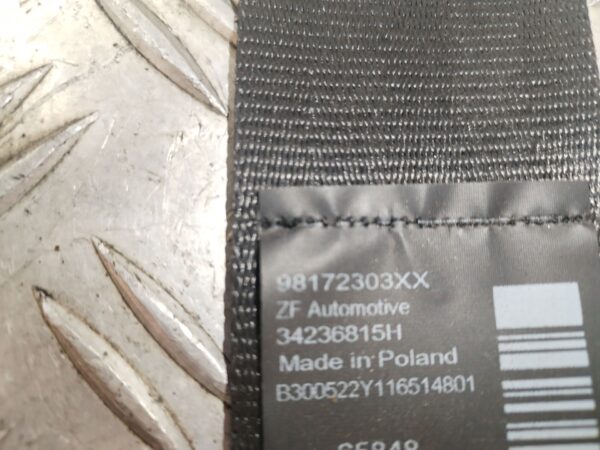 98172303XX
ZF Automotive
34236815H
Made in Poland
B300522Y116514801